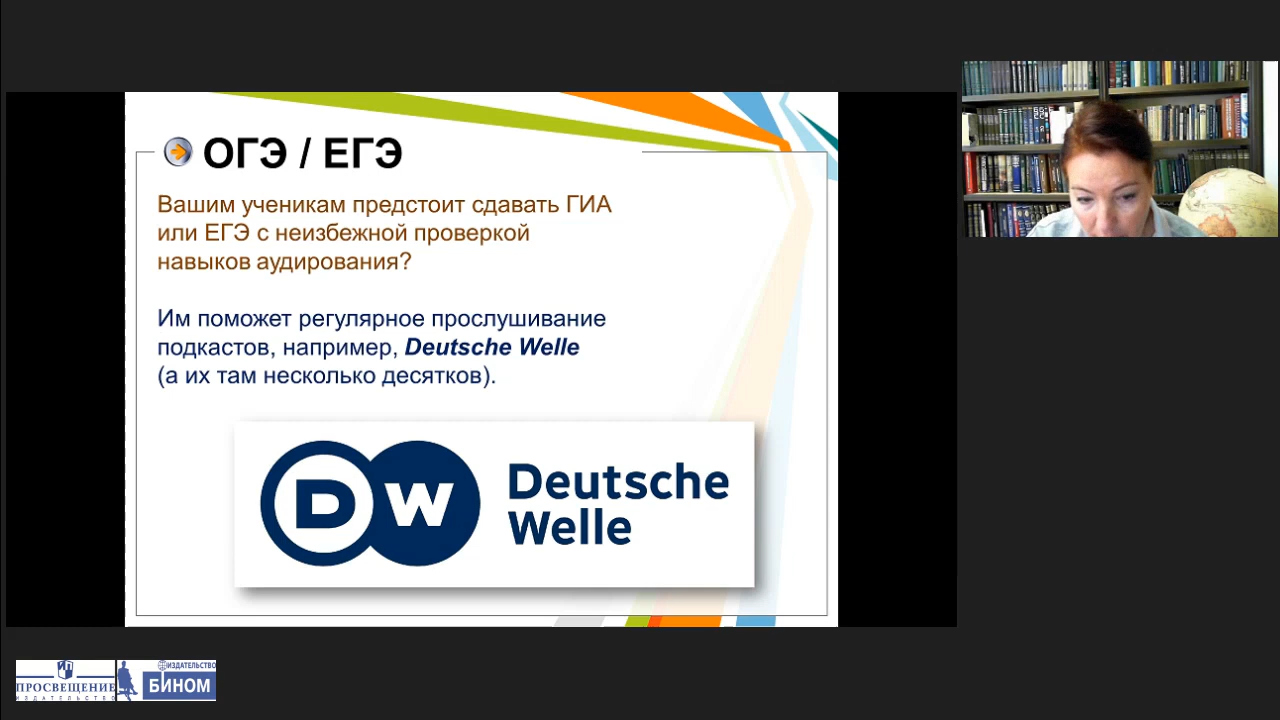 ОГЭ / ЕГЭ
Вашим ученикам предстоит сдавать ГИА
или ЕГЭ с неизбежной проверкой
навыков аудирования?
Им поможет регулярное прослушивание
подкастов, например, Deutsche Welle
(а их там несколько десятков).
DW
Deutsche
Welle
ПРОСВЕЩЕНИЕ
ИЗДАТЕЛЬСТВО
ИЗДАТЕЛЬСТВО
БИНОМ